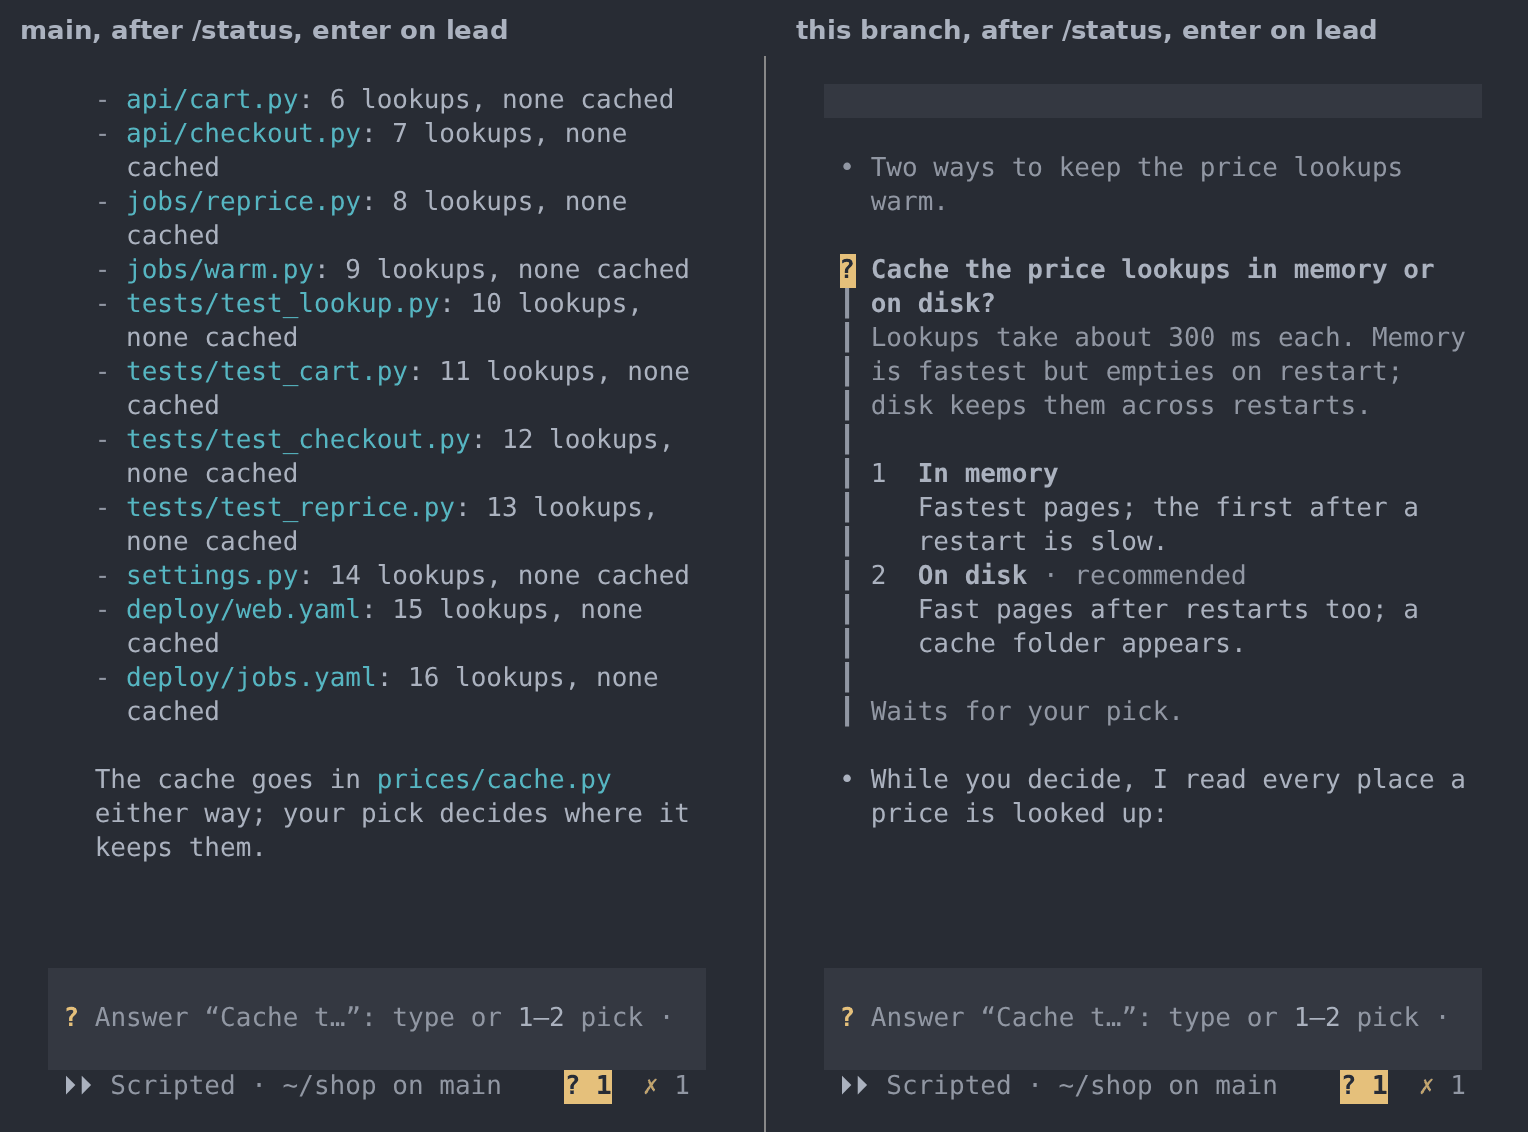 main, after /status, enter on lead
- api/cart.py: 6 lookups, none cached
- api/checkout.py: 7 lookups, none
cached
- jobs/reprice.py: 8 lookups, none
cached
- jobs/warm.py: 9 lookups, none cached
- tests/test_lookup.py: 10 lookups,
none cached
- tests/test_cart.py: 11 lookups, none
cached
- tests/test_checkout.py: 12 lookups,
none cached
- tests/test_reprice.py: 13 lookups,
none cached
- settings.py: 14 lookups, none cached
- deploy/web.yaml: 15 lookups, none
cached
- deploy/jobs.yaml: 16 lookups, none
cached
The cache goes in prices/cache.py
either way; your pick decides where it
keeps them.
? Answer “Cache t…”: type or 1–2 pick ·
Scripted · ~/shop on main ? 1 ✗ 1
this branch, after /status, enter on lead
• Two ways to keep the price lookups
warm.
? Cache the price lookups in memory or
on disk?
Lookups take about 300 ms each. Memory
is fastest but empties on restart;
disk keeps them across restarts.
1 In memory
Fastest pages; the first after a
restart is slow.
2 On disk · recommended
Fast pages after restarts too; a
cache folder appears.
Waits for your pick.
• While you decide, I read every place a
price is looked up:
? Answer “Cache t…”: type or 1–2 pick ·
Scripted · ~/shop on main ? 1 ✗ 1